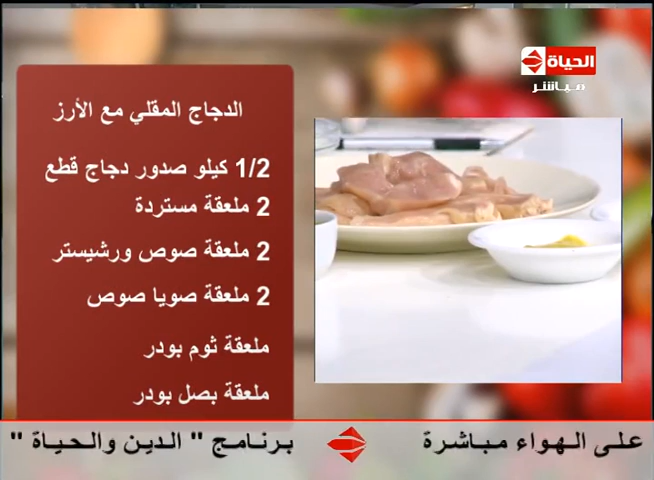 الحياة
مباشر
الدجاج المقلي مع الأرز
1/2 كيلو صدور دجاج قطع
2 ملعقة مستردة
2 ملعقة صوص ورشيستر
2 ملعقة صويا صوص
ملعقة ثوم بودر
ملعقة بصل بودر
على الهواء مباشرة برنامج " الدين والحياة "